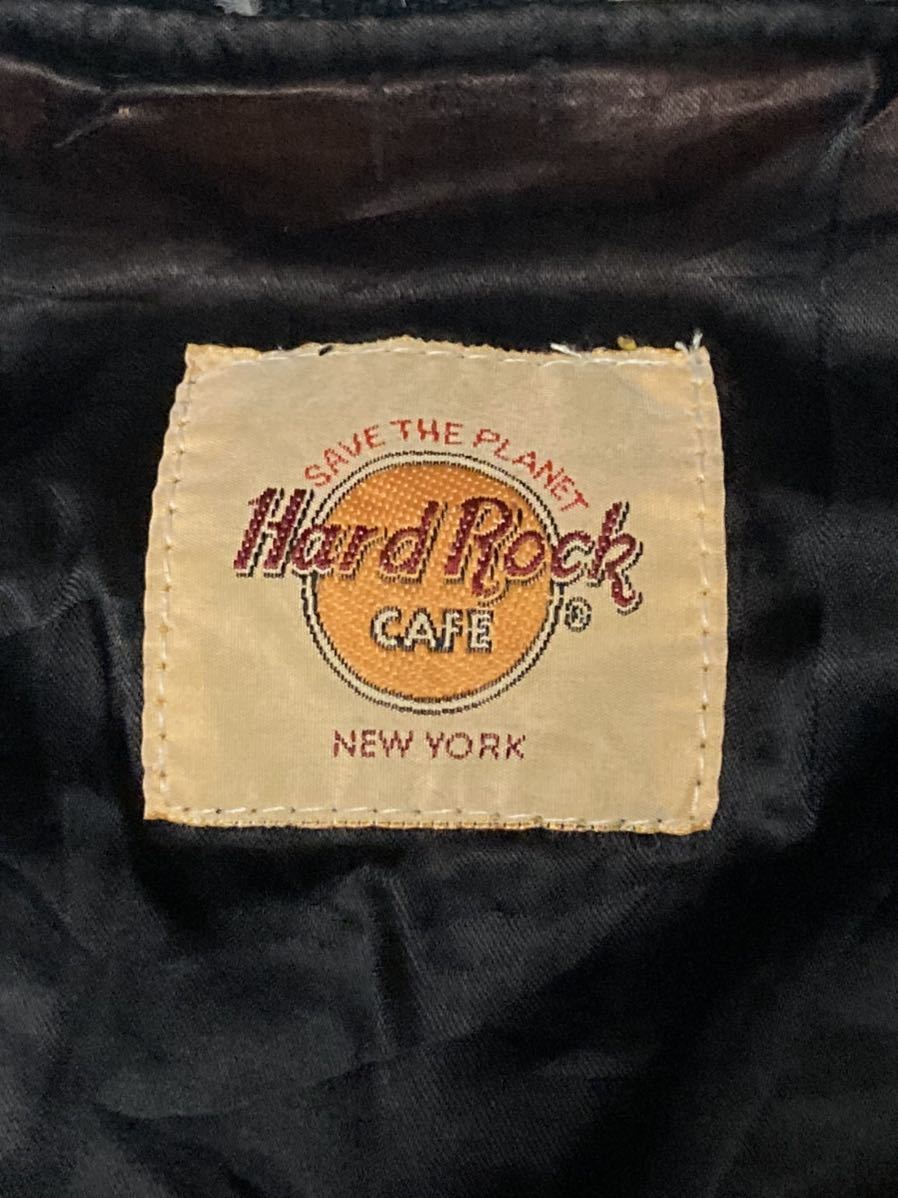 SAVE THE PLANET
Hard Rock
CAFE
®
NEW YORK